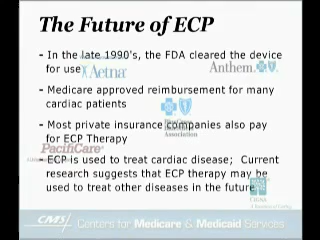 The Future of ECP
- In the late 1990's, the FDA cleared the device
for use
Aetna
Anthem.
- Medicare approved reimbursement for many
cardiac patients
BlueCross
BlueShield
Association
- Most private insurance companies also pay
for ECP Therapy
PacifiCare
- ECP is used to treat cardiac disease; Current
research suggests that ECP therapy may be
used to treat other diseases in the future
CIGNA
CMS
Centers for Medicare & Medicaid Services